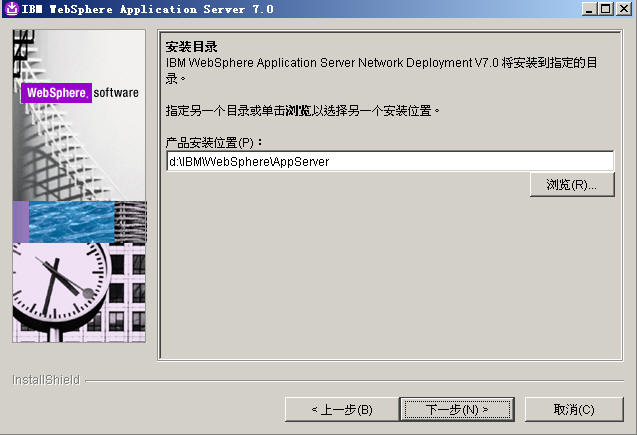 IBM WebSphere Application Server 7.0
WebSphere. software
安装目录
IBM WebSphere Application Server Network Deployment V7.0 将安装到指定的目
录。
指定另一个目录或单击浏览以选择另一个安装位置。
产品安装位置(P)：
d:\IBM\WebSphere\AppServer
浏览(R)...
InstallShield
< 上一步(B)
下一步(N) >
取消(C)